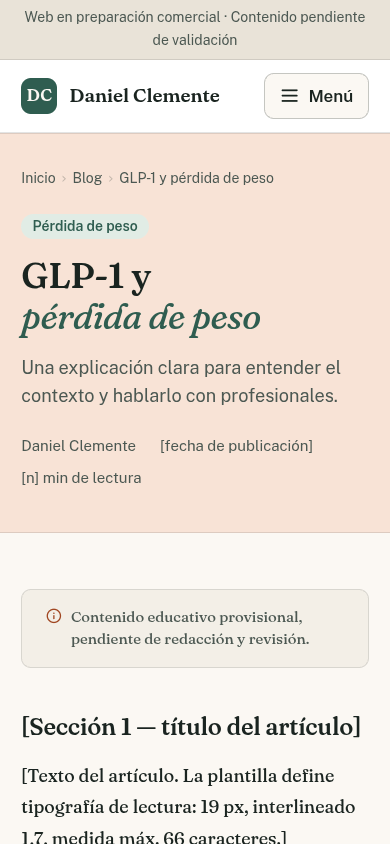 Web en preparación comercial · Contenido pendiente
de validación
DC Daniel Clemente
Menú
Inicio › Blog › GLP-1 y pérdida de peso
Pérdida de peso
GLP-1 y
pérdida de peso
Una explicación clara para entender el
contexto y hablarlo con profesionales.
Daniel Clemente [fecha de publicación]
[n] min de lectura
Contenido educativo provisional,
pendiente de redacción y revisión.
[Sección 1 — título del artículo]
[Texto del artículo. La plantilla define
tipografía de lectura: 19 px, interlineado
1.7, medida máx. 66 caracteres.]